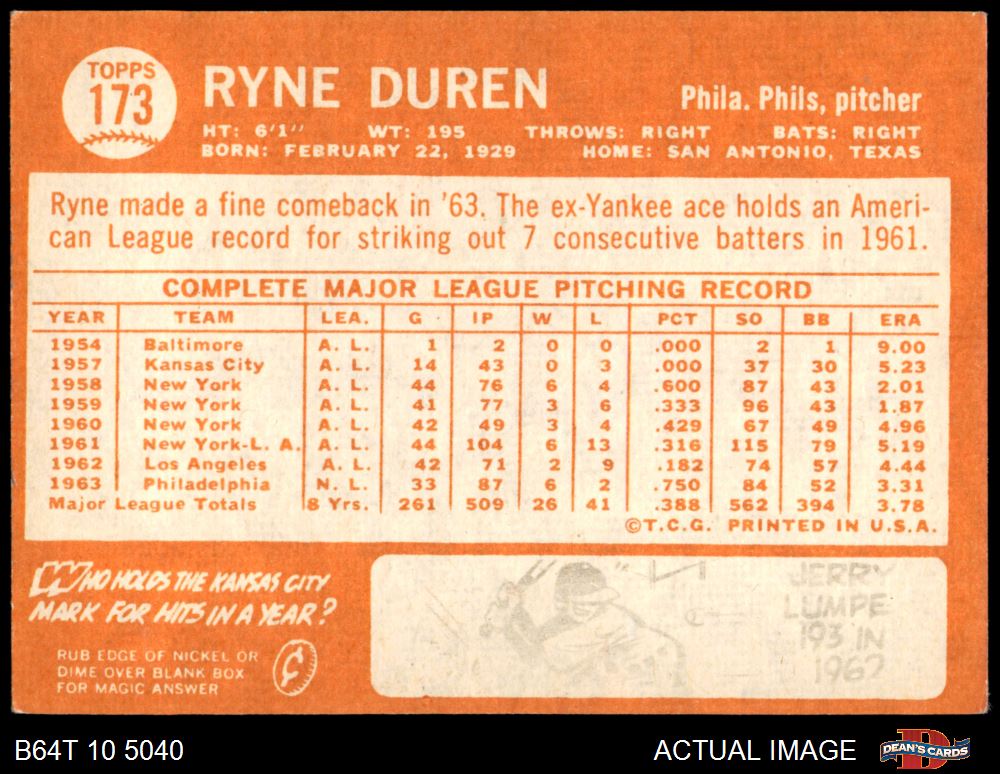 TOPPS
173
RYNE DUREN
Phila. Phils, pitcher
HT: 6'1" WT: 195 THROWS: RIGHT BATS: RIGHT
BORN: FEBRUARY 22, 1929 HOME: SAN ANTONIO, TEXAS
Ryne made a fine comeback in '63. The ex-Yankee ace holds an Ameri-
can League record for striking out 7 consecutive batters in 1961.
COMPLETE MAJOR LEAGUE PITCHING RECORD
YEAR TEAM LEA. G IP W L PCT SO BB ERA
1954 Baltimore A. L. 1 2 0 0 .000 2 1 9.00
1957 Kansas City A. L. 14 43 0 3 .000 37 30 5.23
1958 New York A. L. 44 76 6 4 .600 87 43 2.01
1959 New York A. L. 41 77 3 6 .333 96 43 1.87
1960 New York A. L. 42 49 3 4 .429 67 49 4.96
1961 New York-L. A. A. L. 44 104 6 13 .316 115 79 5.19
1962 Los Angeles A. L. 42 71 2 9 .182 74 57 4.44
1963 Philadelphia N. L. 33 87 6 2 .750 84 52 3.31
Major League Totals 8 Yrs. 261 509 26 41 .388 562 394 3.78
©T.C.G. PRINTED IN U.S.A.
WHO HOLDS THE KANSAS CITY
MARK FOR HITS IN A YEAR?
RUB EDGE OF NICKEL OR
DIME OVER BLANK BOX
FOR MAGIC ANSWER
¢
JERRY
LUMPE
193 IN
1962
B64T 10 5040
ACTUAL IMAGE
D
DEAN'S CARDS